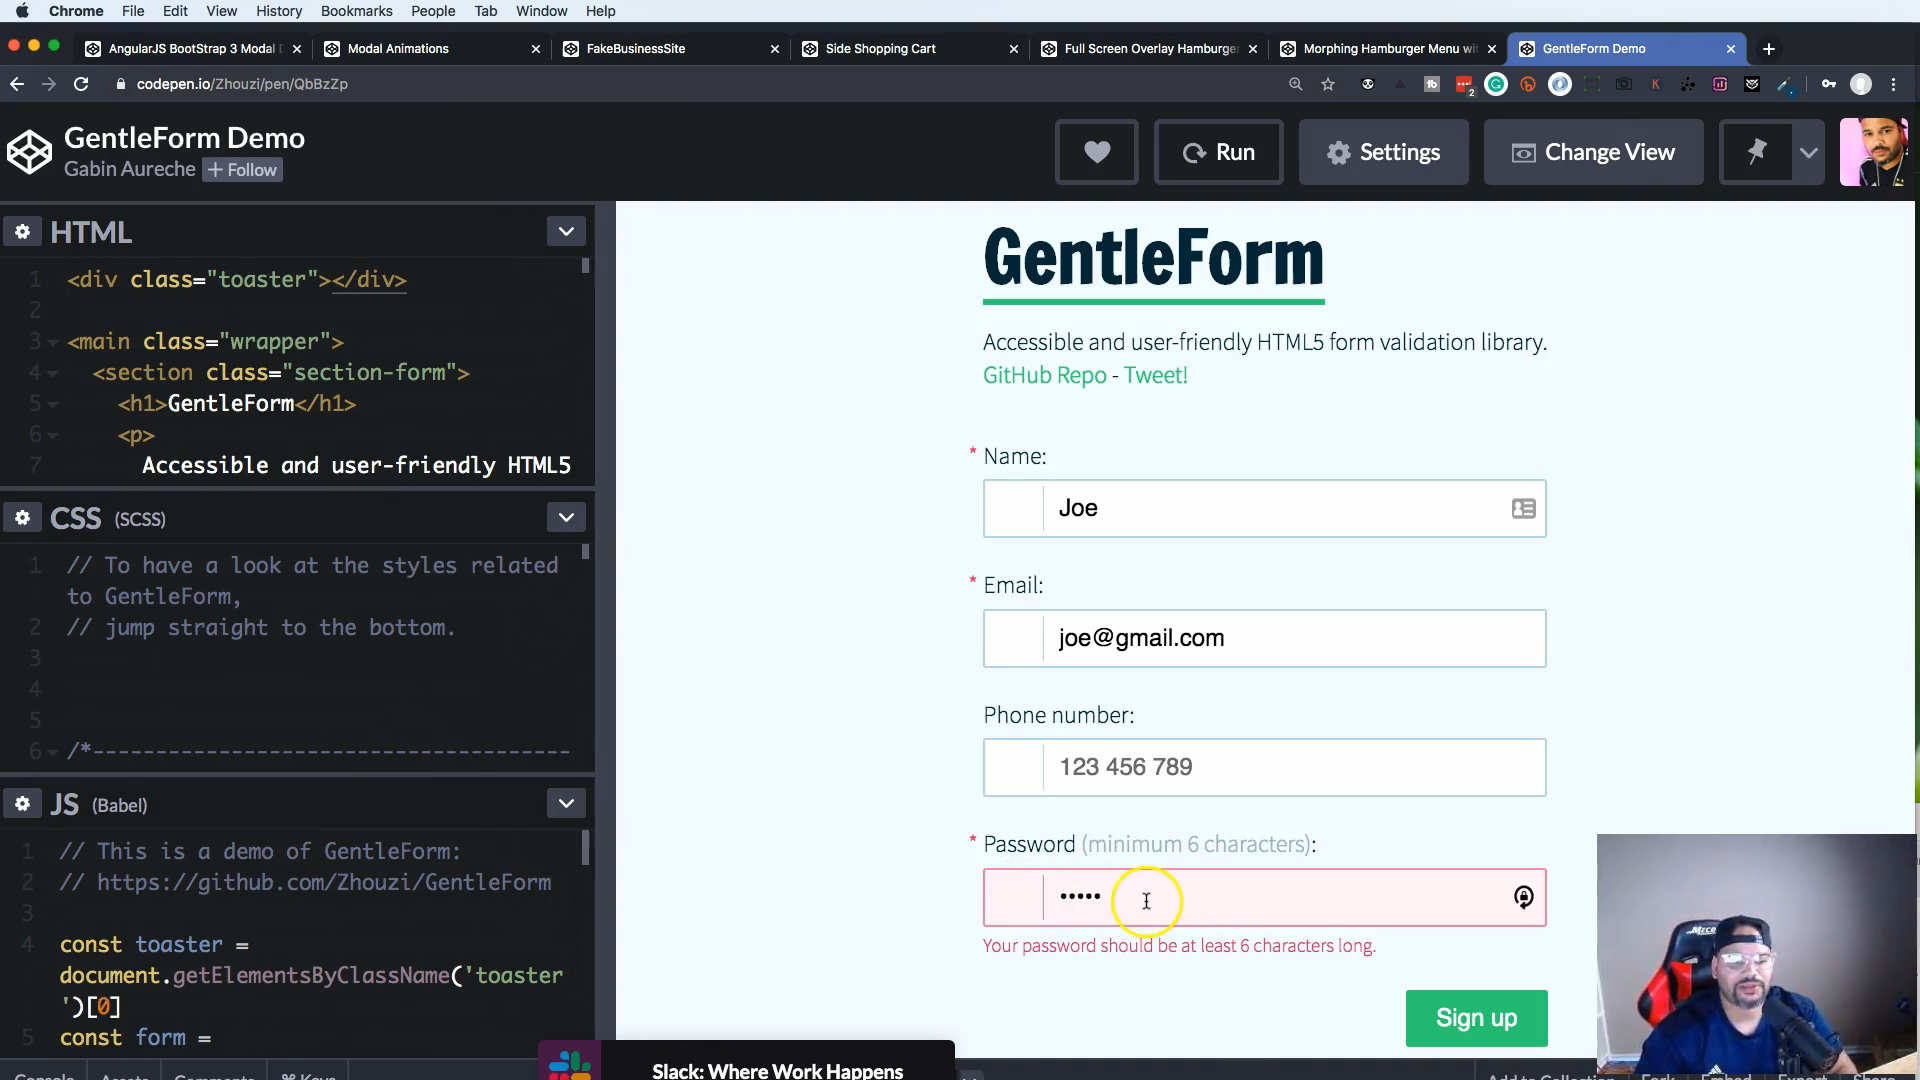 Chrome File Edit View History Bookmarks People Tab Window Help
AngularJS BootStrap 3 Modal
Modal Animations
FakeBusinessSite
Side Shopping Cart
Full Screen Overlay Hamburger
Morphing Hamburger Menu wi
GentleForm Demo
codepen.io/Zhouzi/pen/QbBzZp
2
GentleForm Demo
Gabin Aureche + Follow
Run
Settings
Change View
HTML
1 <div class="toaster"></div>
2
3 <main class="wrapper">
4 <section class="section-form">
5 <h1>GentleForm</h1>
6 <p>
7 Accessible and user-friendly HTML5
CSS (SCSS)
1 // To have a look at the styles related
to GentleForm,
2 // jump straight to the bottom.
3
4
5
6 /*--------------------------------------
JS (Babel)
1 // This is a demo of GentleForm:
2 // https://github.com/Zhouzi/GentleForm
3
4 const toaster =
document.getElementsByClassName('toaster
')[0]
5 const form =
GentleForm
Accessible and user-friendly HTML5 form validation library.
GitHub Repo - Tweet!
* Name:
Joe
* Email:
joe@gmail.com
Phone number:
123 456 789
* Password (minimum 6 characters):
•••••
Your password should be at least 6 characters long.
Sign up
Slack: Where Work Happens